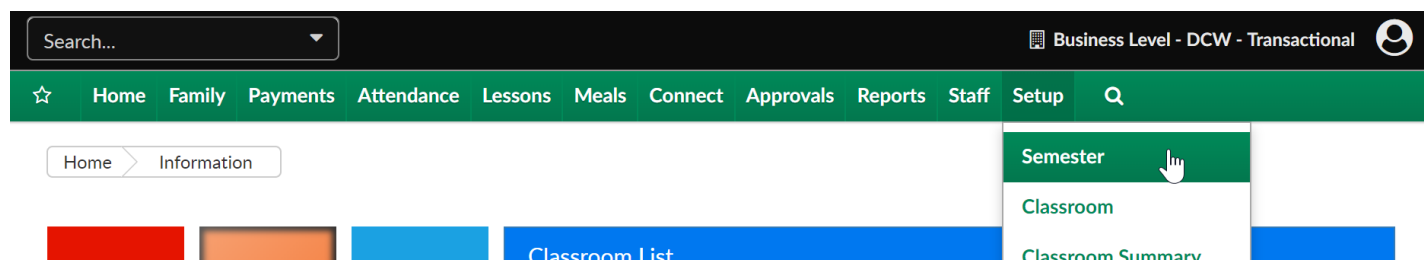 Search...
Business Level - DCW - Transactional
Home Family Payments Attendance Lessons Meals Connect Approvals Reports Staff Setup
Home Information
Semester
Classroom
Classroom List
Classroom Summary